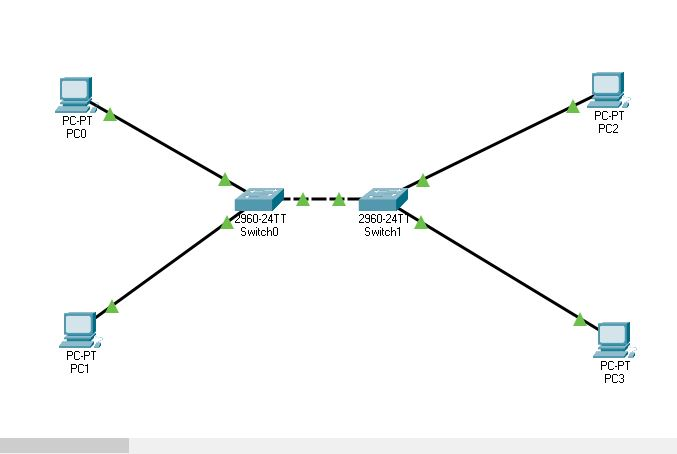 PC-PT
PC0
PC-PT
PC2
2960-24TT
Switch0
2960-24TT
Switch1
PC-PT
PC1
PC-PT
PC3